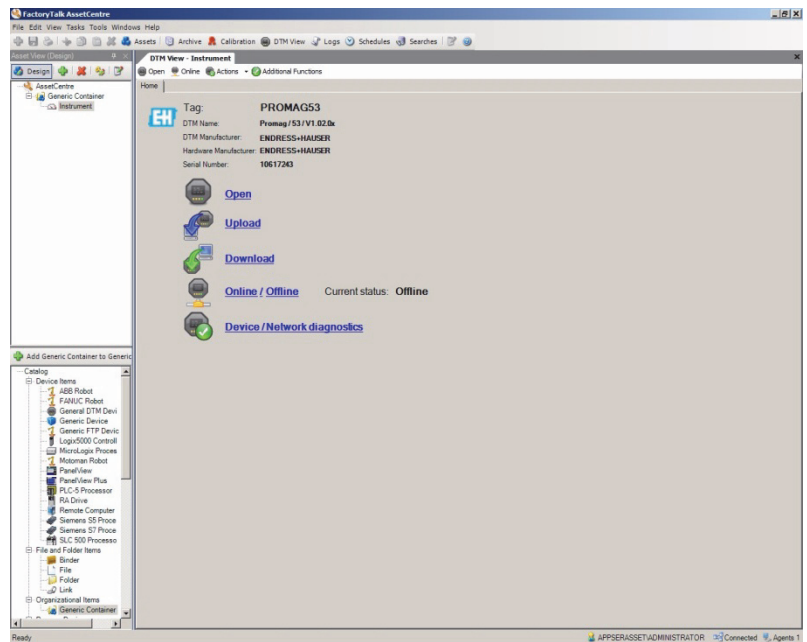 FactoryTalk AssetCentre
File Edit View Tasks Tools Windows Help
Assets Archive Calibration DTM View Logs Schedules Searches
Asset View (Design)
Design
AssetCentre
Generic Container
Instrument
DTM View - Instrument
Open Online Actions Additional Functions
Home
EH
Tag: PROMAG53
DTM Name: Promag / 53 / V1.02.0x
DTM Manufacturer: ENDRESS+HAUSER
Hardware Manufacturer: ENDRESS+HAUSER
Serial Number: 10617243
Open
Upload
Download
Online / Offline Current status: Offline
Device / Network diagnostics
Add Generic Container to Generic
Catalog
Device Items
ABB Robot
FANUC Robot
General DTM Devi
Generic Device
Generic FTP Devic
Logix5000 Controll
MicroLogix Proces
Motoman Robot
PanelView
PanelView Plus
PLC-5 Processor
RA Drive
Remote Computer
Siemens S5 Proce
Siemens S7 Proce
SLC 500 Processo
File and Folder Items
Binder
File
Folder
Link
Organizational Items
Generic Container
Ready
APPSERASSET\ADMINISTRATOR Connected Agents 1